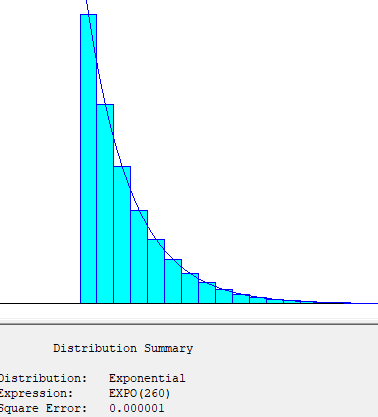 Distribution Summary
Distribution: Exponential
Expression: EXPO(260)
Square Error: 0.000001